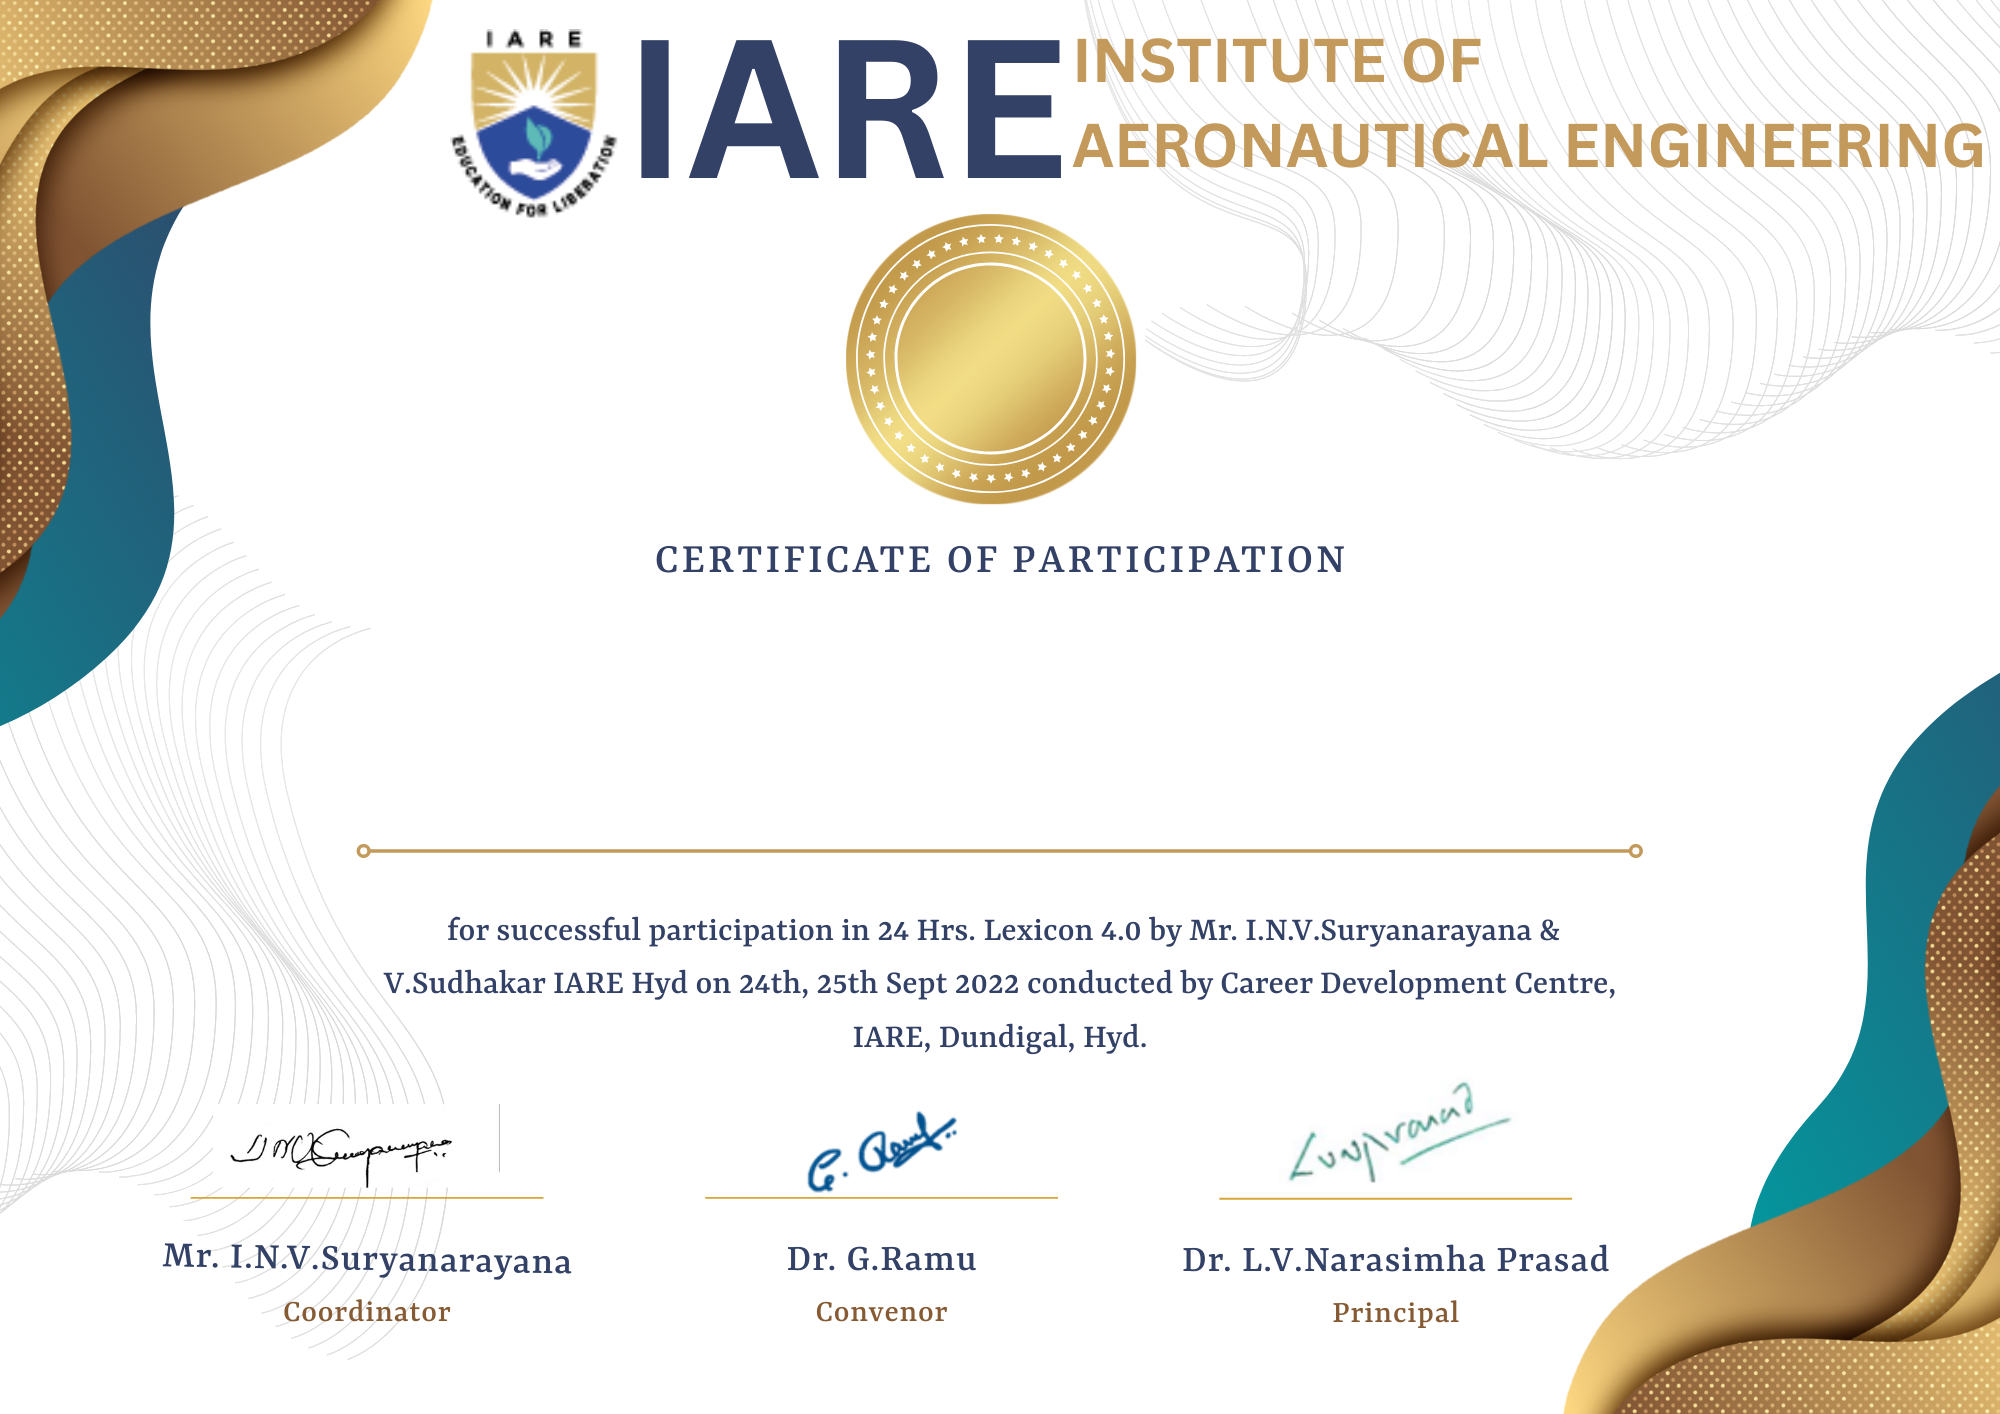 I A R E
EDUCATION FOR LIBERATION
IARE
INSTITUTE OF
AERONAUTICAL ENGINEERING
CERTIFICATE OF PARTICIPATION
for successful participation in 24 Hrs. Lexicon 4.0 by Mr. I.N.V.Suryanarayana &
V.Sudhakar IARE Hyd on 24th, 25th Sept 2022 conducted by Career Development Centre,
IARE, Dundigal, Hyd.
G. Ramu
Mr. I.N.V.Suryanarayana
Dr. G.Ramu
Dr. L.V.Narasimha Prasad
Coordinator
Convenor
Principal